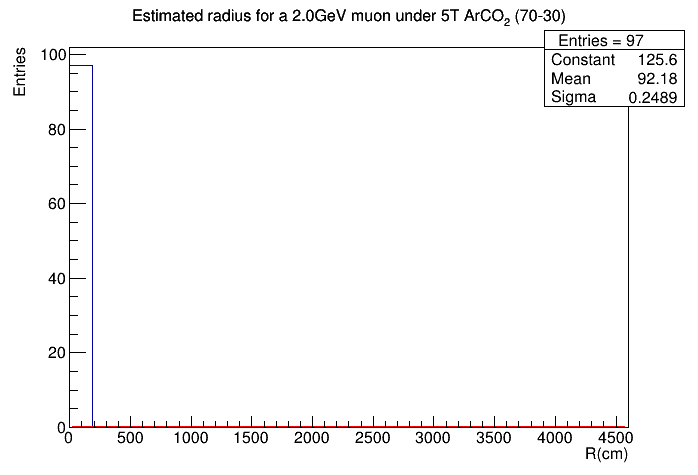 Estimated radius for a 2.0GeV muon under 5T ArCO2 (70-30)
Entries = 97
Constant 125.6
Mean 92.18
Sigma 0.2489
Entries
100
80
60
40
20
0
0 500 1000 1500 2000 2500 3000 3500 4000 4500
R(cm)